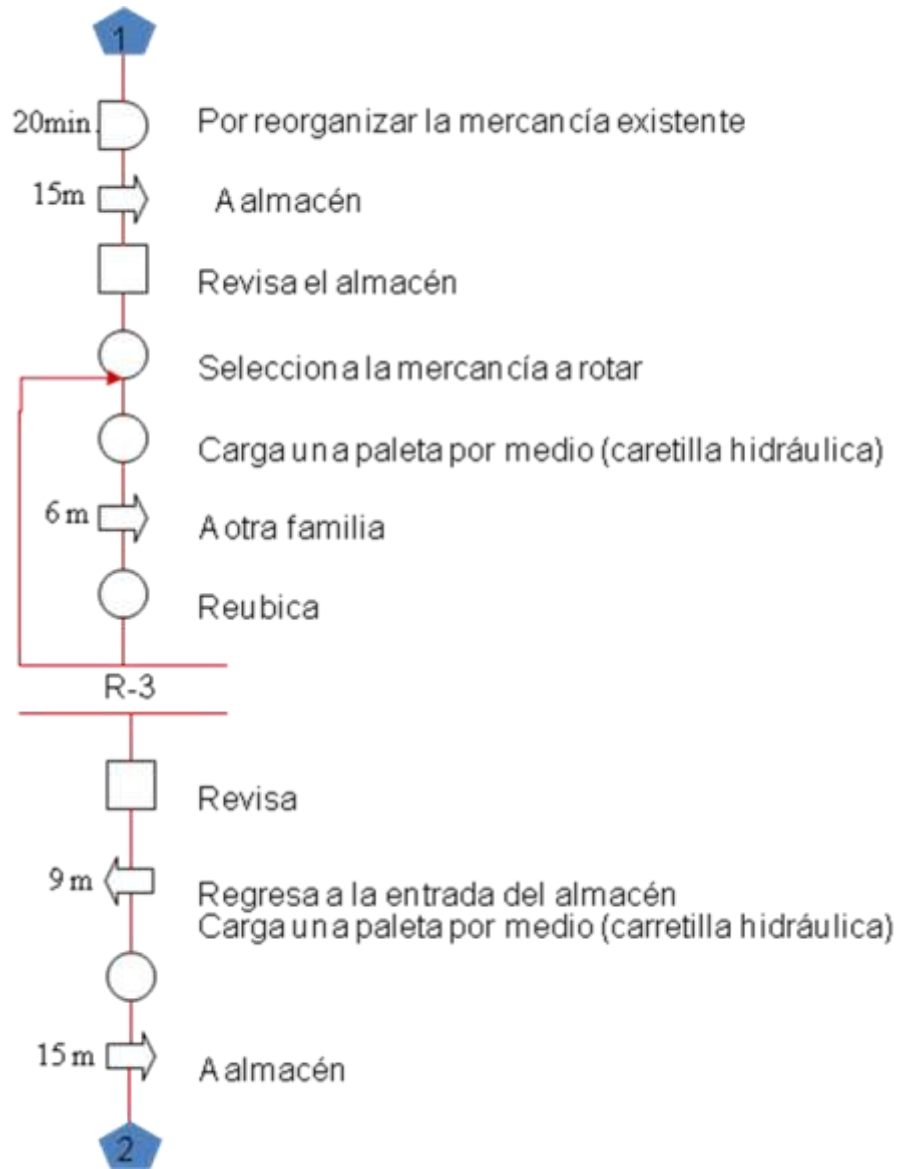 1
20min. Por reorganizar la mercancía existente
15m A almacén
Revisa el almacén
Selecciona la mercancía a rotar
Carga una paleta por medio (caretilla hidráulica)
6 m A otra familia
Reubica
R-3
Revisa
9 m Regresa a la entrada del almacén
Carga una paleta por medio (carretilla hidráulica)
15 m A almacén
2